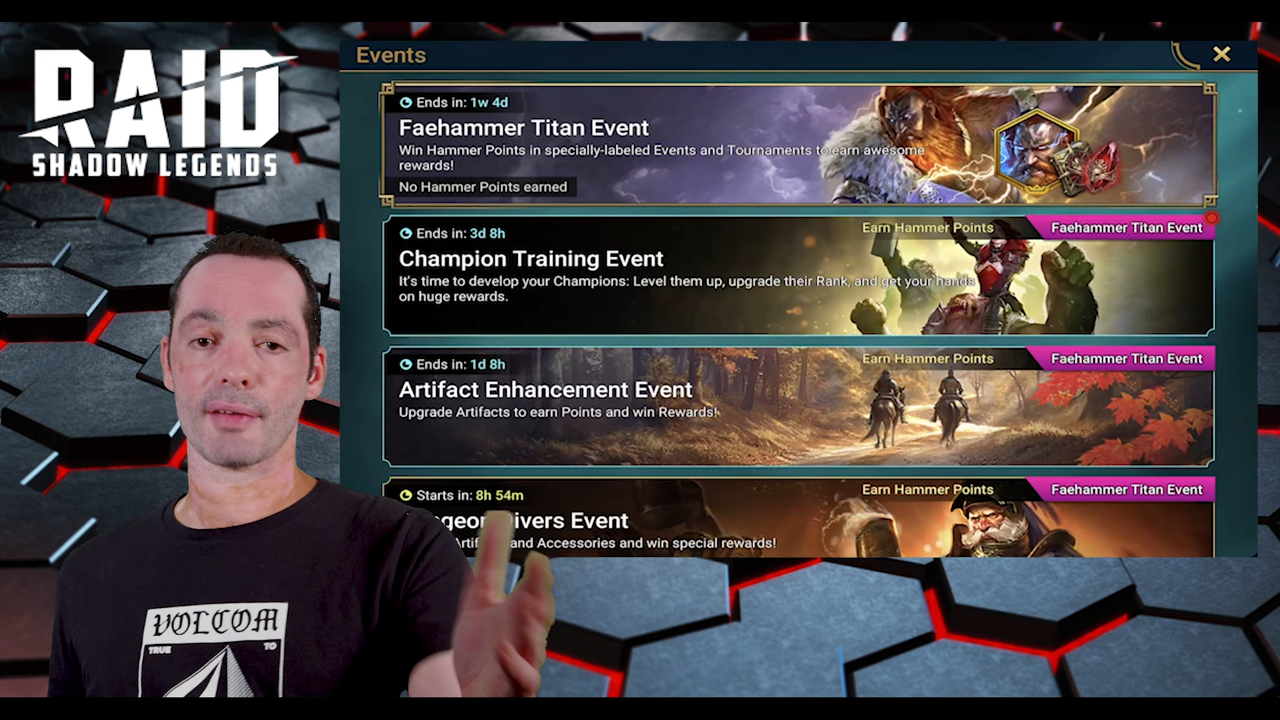 RAID
SHADOW LEGENDS
Events
Ends in: 1w 4d
Faehammer Titan Event
Win Hammer Points in specially-labeled Events and Tournaments to earn awesome
rewards!
No Hammer Points earned
Ends in: 3d 8h
Earn Hammer Points
Faehammer Titan Event
Champion Training Event
It's time to develop your Champions: Level them up, upgrade their Rank, and get your hands
on huge rewards.
Ends in: 1d 8h
Earn Hammer Points
Faehammer Titan Event
Artifact Enhancement Event
Upgrade Artifacts to earn Points and win Rewards!
Starts in: 8h 54m
Earn Hammer Points
Faehammer Titan Event
Event
and Accessories and win special rewards!
VOLCOM
TRUE TO